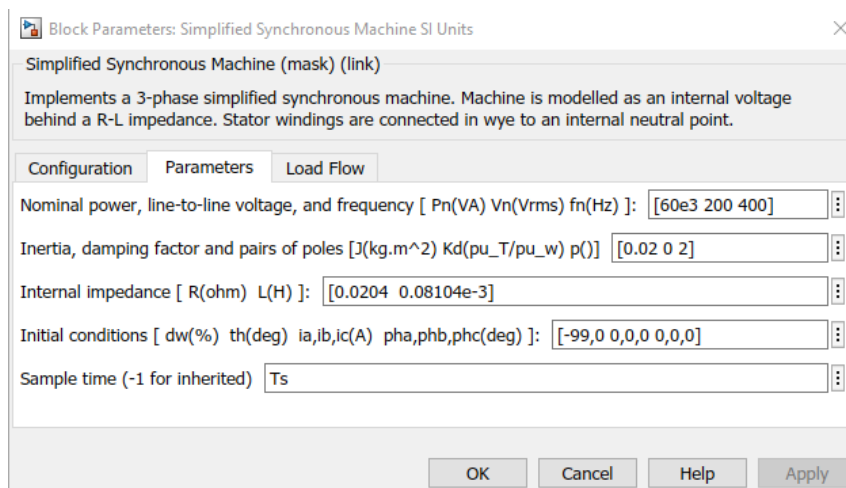 Block Parameters: Simplified Synchronous Machine SI Units
Simplified Synchronous Machine (mask) (link)
Implements a 3-phase simplified synchronous machine. Machine is modelled as an internal voltage
behind a R-L impedance. Stator windings are connected in wye to an internal neutral point.
Configuration Parameters Load Flow
Nominal power, line-to-line voltage, and frequency [ Pn(VA) Vn(Vrms) fn(Hz) ]: [60e3 200 400]
Inertia, damping factor and pairs of poles [J(kg.m^2) Kd(pu_T/pu_w) p()] [0.02 0 2]
Internal impedance [ R(ohm) L(H) ]: [0.0204 0.08104e-3]
Initial conditions [ dw(%) th(deg) ia,ib,ic(A) pha,phb,phc(deg) ]: [-99,0 0,0,0 0,0,0]
Sample time (-1 for inherited) Ts
OK Cancel Help Apply